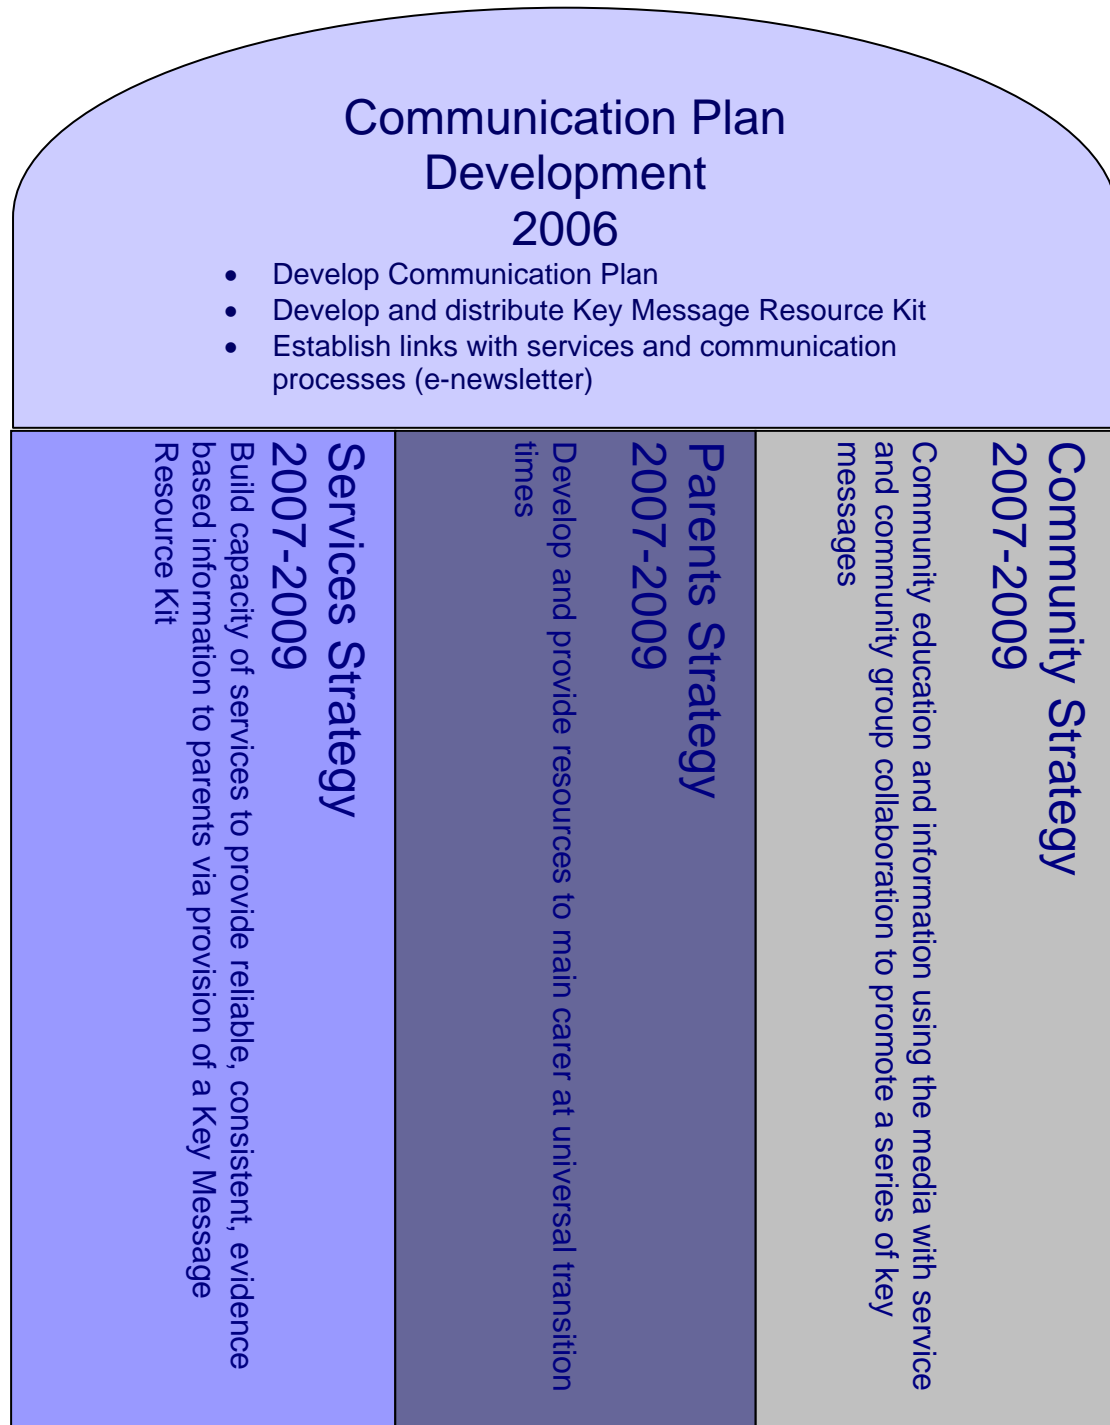 Communication Plan
Development
2006
• Develop Communication Plan
• Develop and distribute Key Message Resource Kit
• Establish links with services and communication
processes (e-newsletter)
Services Strategy
2007-2009
Build capacity of services to provide reliable, consistent, evidence
based information to parents via provision of a Key Message
Resource Kit
Parents Strategy
2007-2009
Develop and provide resources to main carer at universal transition
times
Community Strategy
2007-2009
Community education and information using the media with service
and community group collaboration to promote a series of key
messages